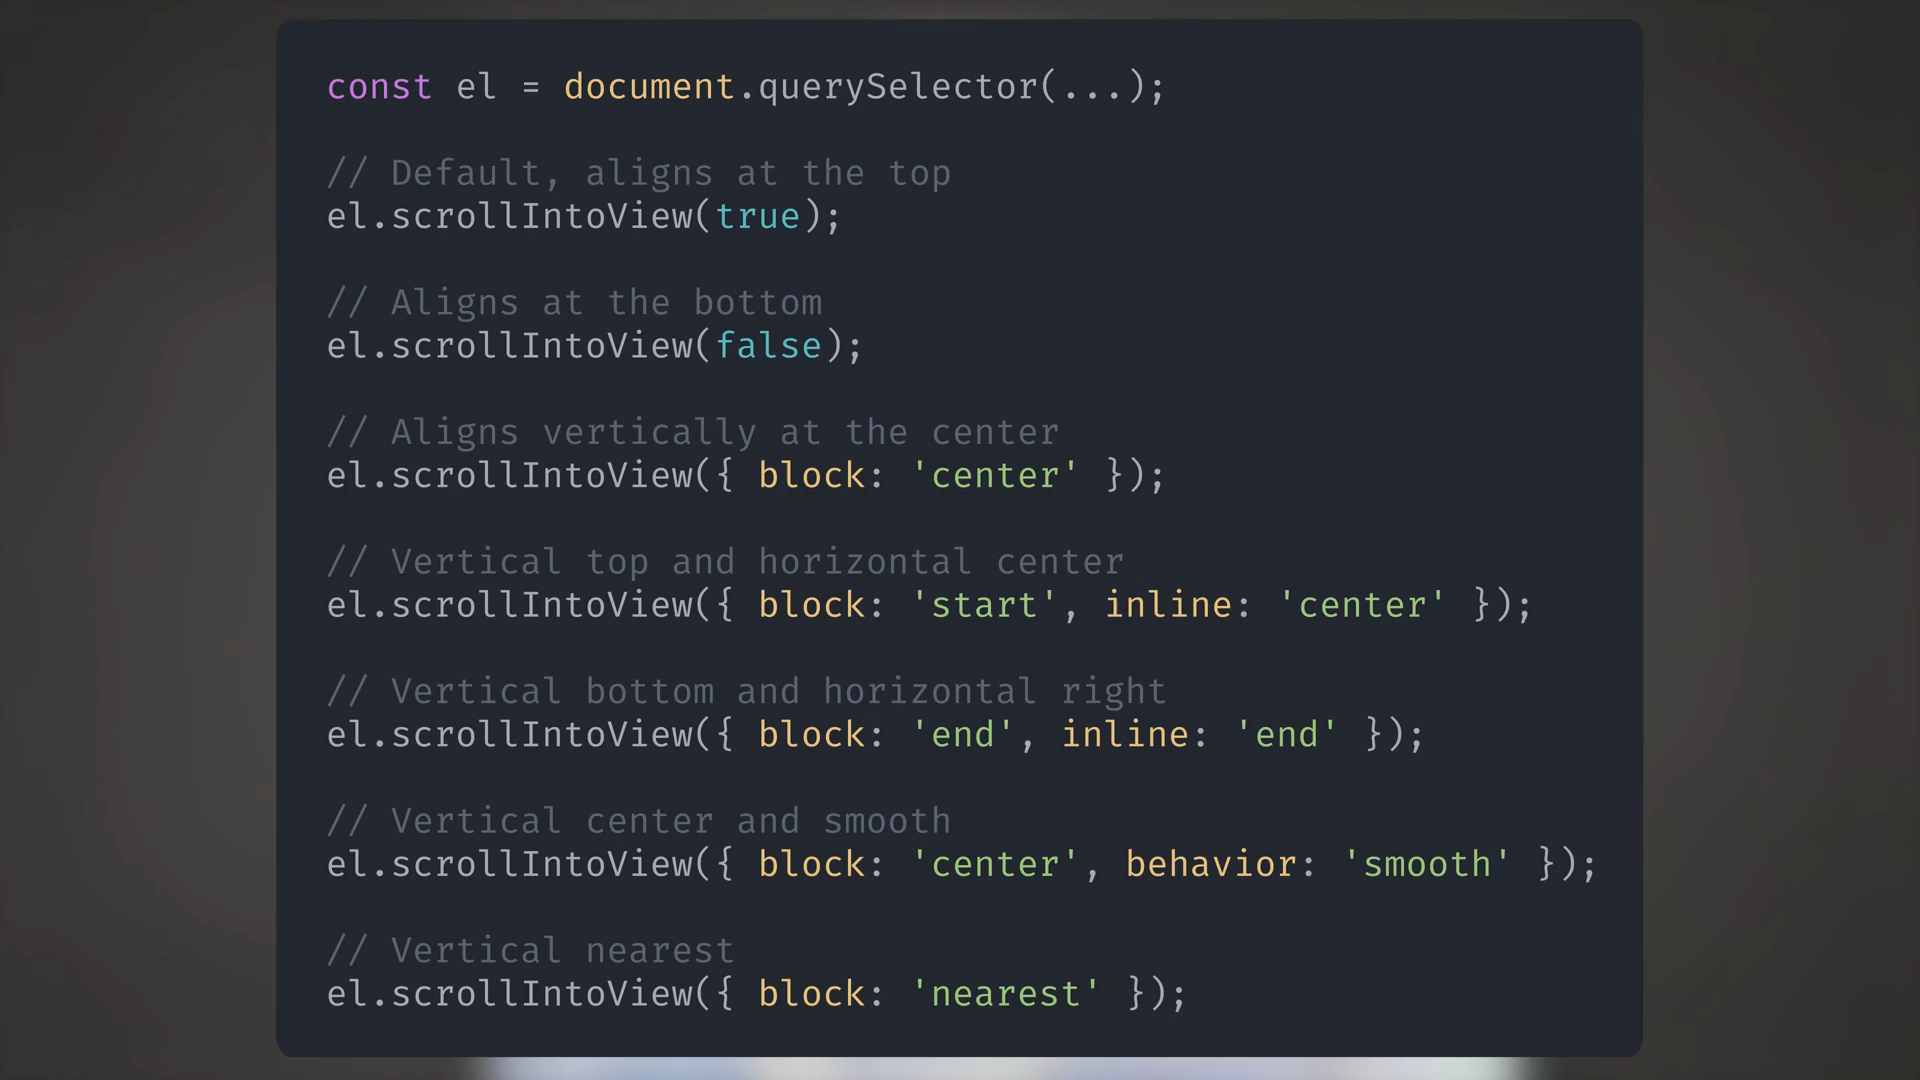 const el = document.querySelector(...);
// Default, aligns at the top
el.scrollIntoView(true);
// Aligns at the bottom
el.scrollIntoView(false);
// Aligns vertically at the center
el.scrollIntoView({ block: 'center' });
// Vertical top and horizontal center
el.scrollIntoView({ block: 'start', inline: 'center' });
// Vertical bottom and horizontal right
el.scrollIntoView({ block: 'end', inline: 'end' });
// Vertical center and smooth
el.scrollIntoView({ block: 'center', behavior: 'smooth' });
// Vertical nearest
el.scrollIntoView({ block: 'nearest' });